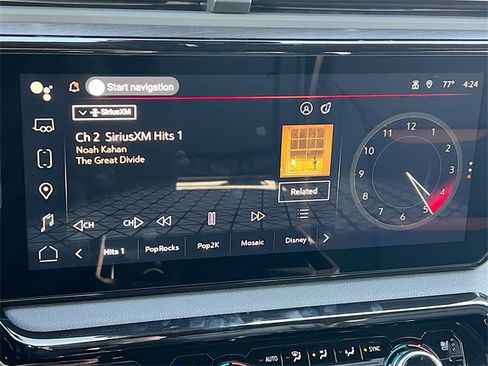 Start navigation
77° 4:24
SiriusXM
Ch 2 SiriusXM Hits 1
Noah Kahan
The Great Divide
Related
CH CH
Hits 1 PopRocks Pop2K Mosaic Disney
12
11 1
10 2
9 3
8 4
7 5
6
AUTO SYNC